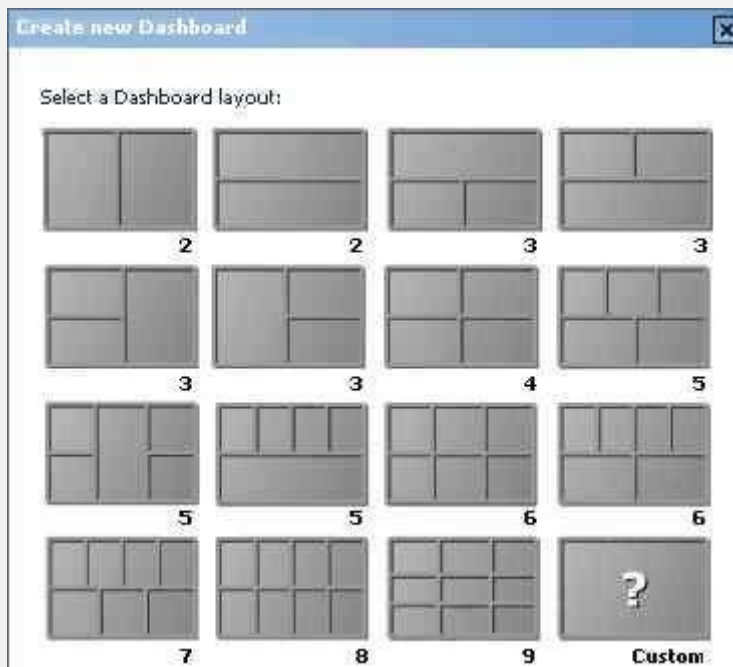 Create new Dashboard
Select a Dashboard layout:
2 2 3 3
3 3 4 5
5 5 6 6
?
7 8 9 Custom